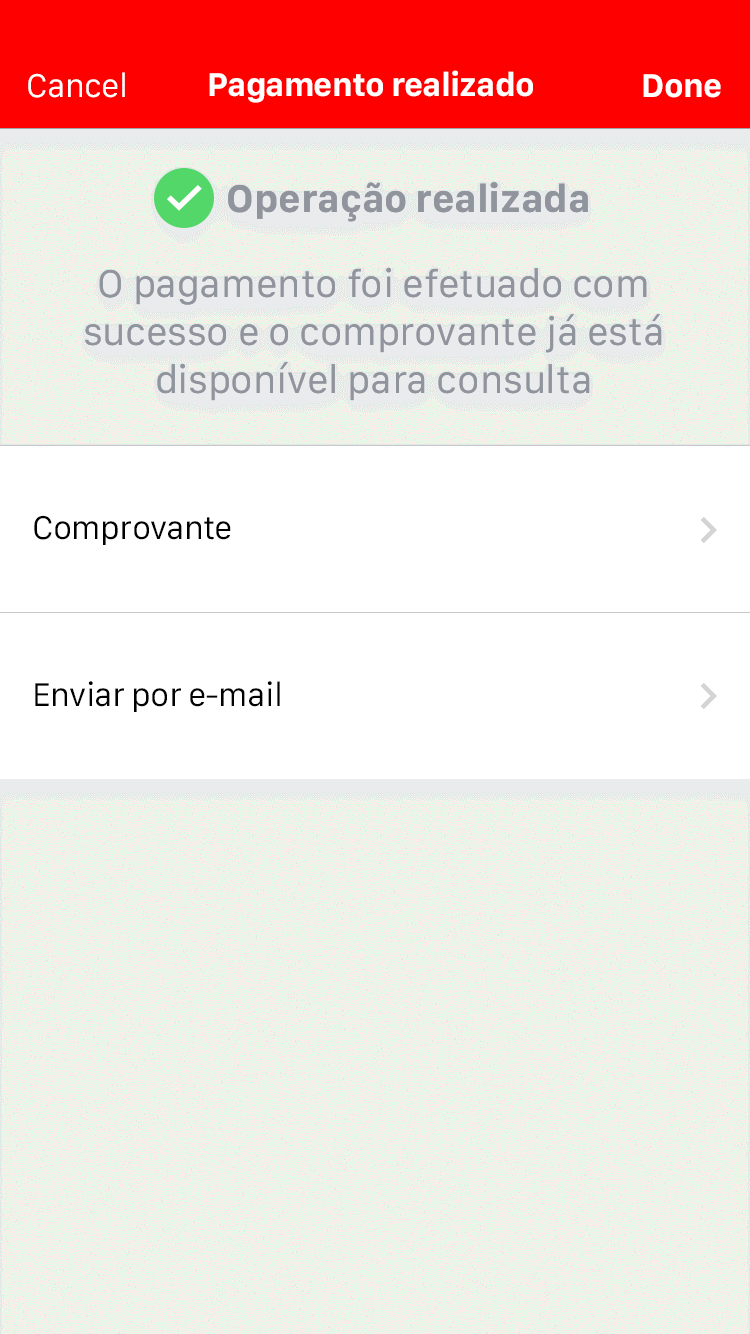 Cancel Pagamento realizado Done
Operação realizada
O pagamento foi efetuado com
sucesso e o comprovante já está
disponível para consulta
Comprovante
Enviar por e-mail